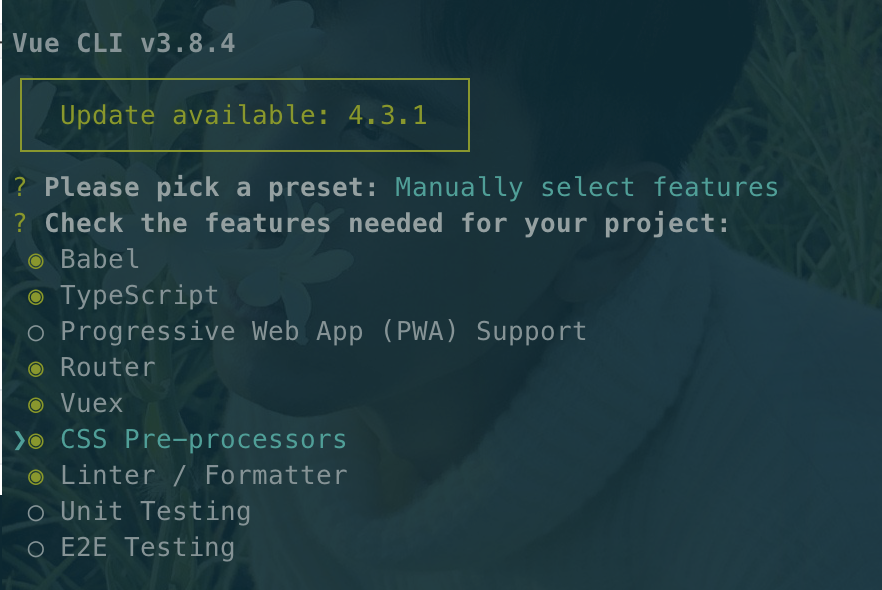 Vue CLI v3.8.4
Update available: 4.3.1
? Please pick a preset: Manually select features
? Check the features needed for your project:
◉ Babel
◉ TypeScript
◯ Progressive Web App (PWA) Support
◉ Router
◉ Vuex
❯◉ CSS Pre-processors
◉ Linter / Formatter
◯ Unit Testing
◯ E2E Testing